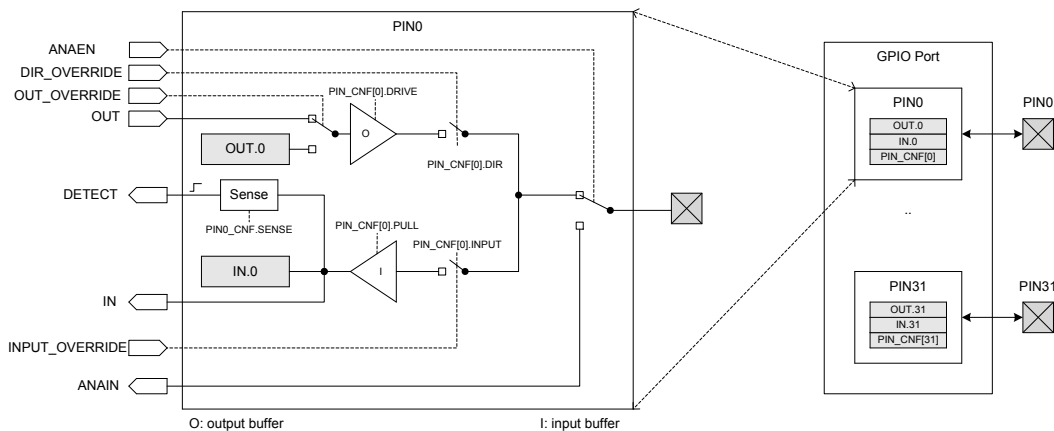 PIN0
ANAEN
DIR_OVERRIDE
OUT_OVERRIDE
OUT
PIN_CNF[0].DRIVE
O
OUT.0
PIN_CNF[0].DIR
DETECT
Sense
PIN0_CNF.SENSE
PIN_CNF[0].PULL
PIN_CNF[0].INPUT
IN.0
I
IN
INPUT_OVERRIDE
ANAIN
O: output buffer
I: input buffer
GPIO Port
PIN0
OUT.0
IN.0
PIN_CNF[0]
PIN0
..
PIN31
OUT.31
IN.31
PIN_CNF[31]
PIN31